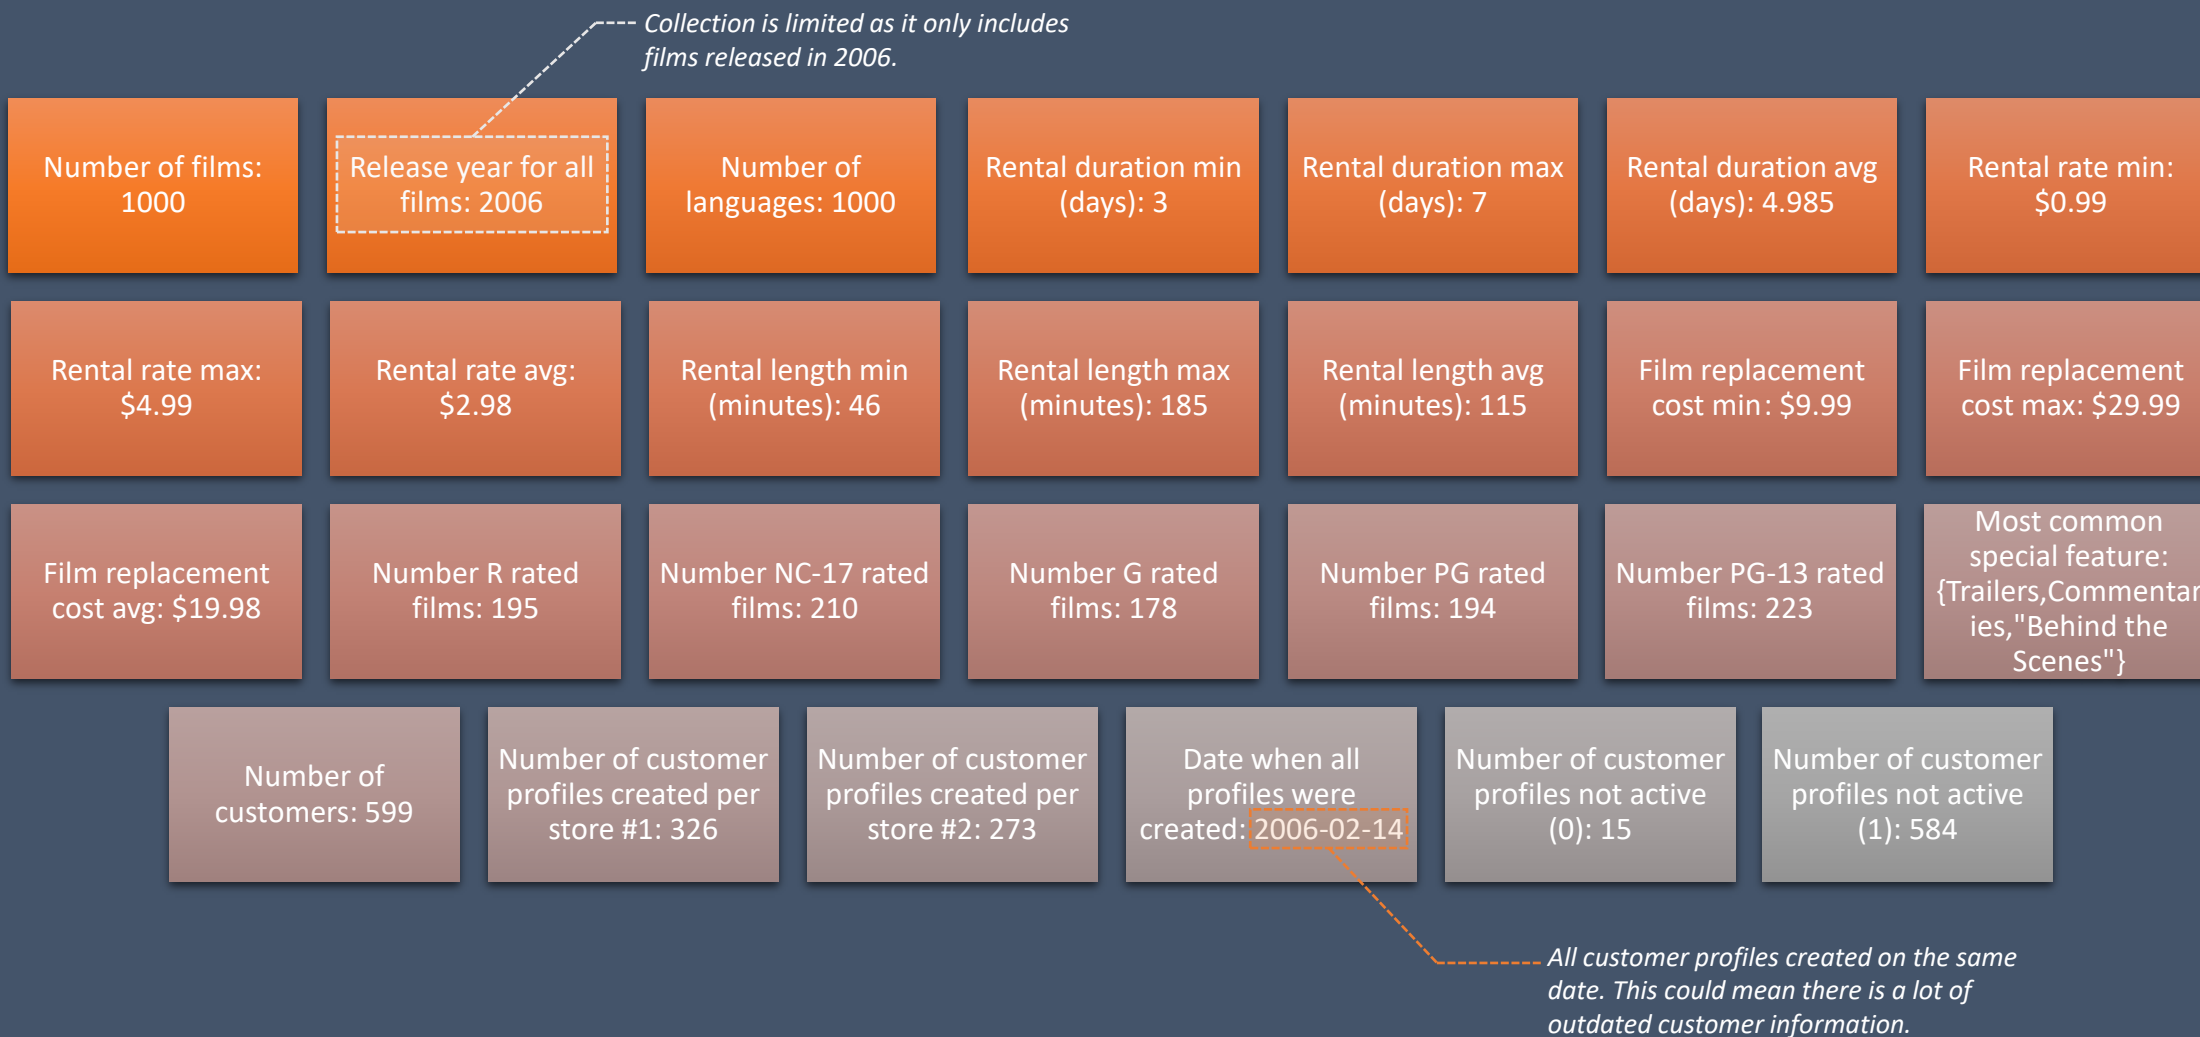 Collection is limited as it only includes
films released in 2006.
Number of films:
1000
Release year for all
films: 2006
Number of
languages: 1000
Rental duration min
(days): 3
Rental duration max
(days): 7
Rental duration avg
(days): 4.985
Rental rate min:
$0.99
Rental rate max:
$4.99
Rental rate avg:
$2.98
Rental length min
(minutes): 46
Rental length max
(minutes): 185
Rental length avg
(minutes): 115
Film replacement
cost min: $9.99
Film replacement
cost max: $29.99
Film replacement
cost avg: $19.98
Number R rated
films: 195
Number NC-17 rated
films: 210
Number G rated
films: 178
Number PG rated
films: 194
Number PG-13 rated
films: 223
Most common
special feature:
{Trailers,Commentar
ies,"Behind the
Scenes"}
Number of
customers: 599
Number of customer
profiles created per
store #1: 326
Number of customer
profiles created per
store #2: 273
Date when all
profiles were
created: 2006-02-14
Number of customer
profiles not active
(0): 15
Number of customer
profiles not active
(1): 584
All customer profiles created on the same
date. This could mean there is a lot of
outdated customer information.